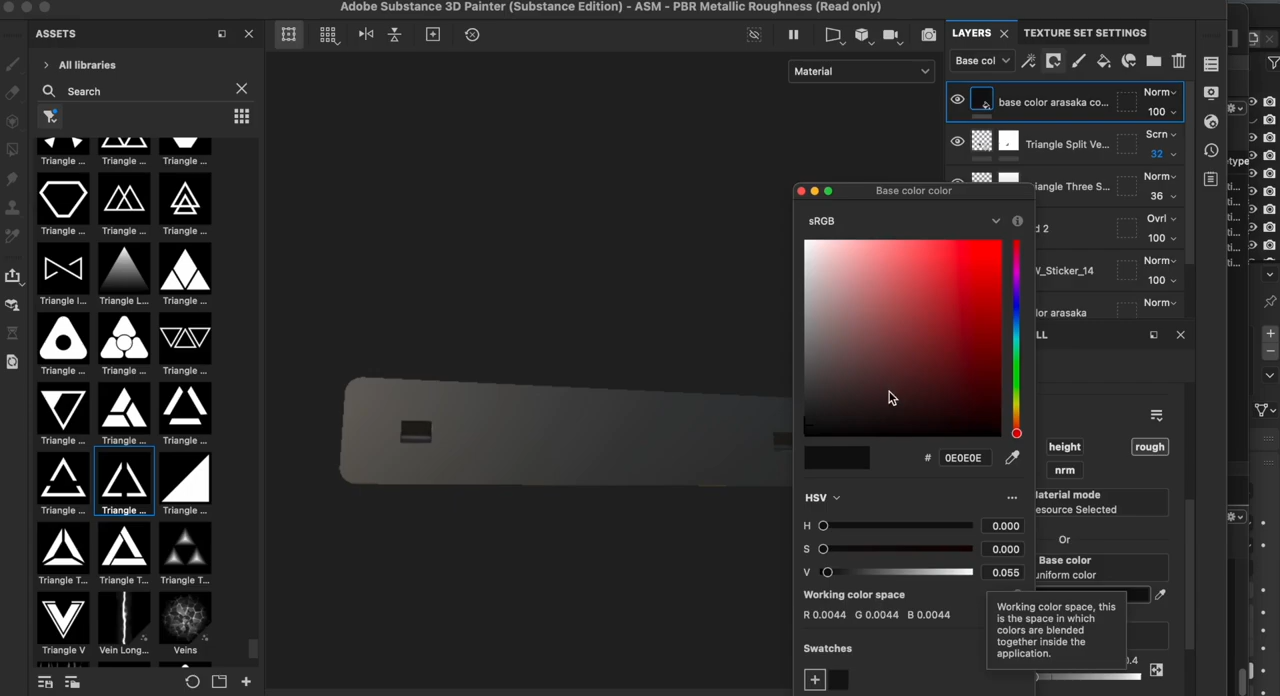 Adobe Substance 3D Painter (Substance Edition) - ASM - PBR Metallic Roughness (Read only)
ASSETS
All libraries
Search
Triangle ... Triangle ... Triangle ...
Triangle ... Triangle ... Triangle ...
Triangle I... Triangle L... Triangle ...
Triangle ... Triangle ... Triangle ...
Triangle ... Triangle ... Triangle ...
Triangle ... Triangle ... Triangle ...
Triangle T... Triangle T... Triangle T...
Triangle V Vein Long... Veins
Material
LAYERS TEXTURE SET SETTINGS
Base col
base color arasaka co... Norm 100
Triangle Split Ve... Scrn 32
iangle Three S... Norm 36
d 2 Ovrl 100
W_Sticker_14 Norm 100
lor arasaka Norm
Base color color
sRGB
# 0E0E0E
HSV
H 0.000
S 0.000
V 0.055
Working color space
R 0.0044 G 0.0044 B 0.0044
Swatches
LL
height rough
nrm
aterial mode
esource Selected
Or
Base color
uniform color
Working color space, this
is the space in which
colors are blended
together inside the
application.
0.4